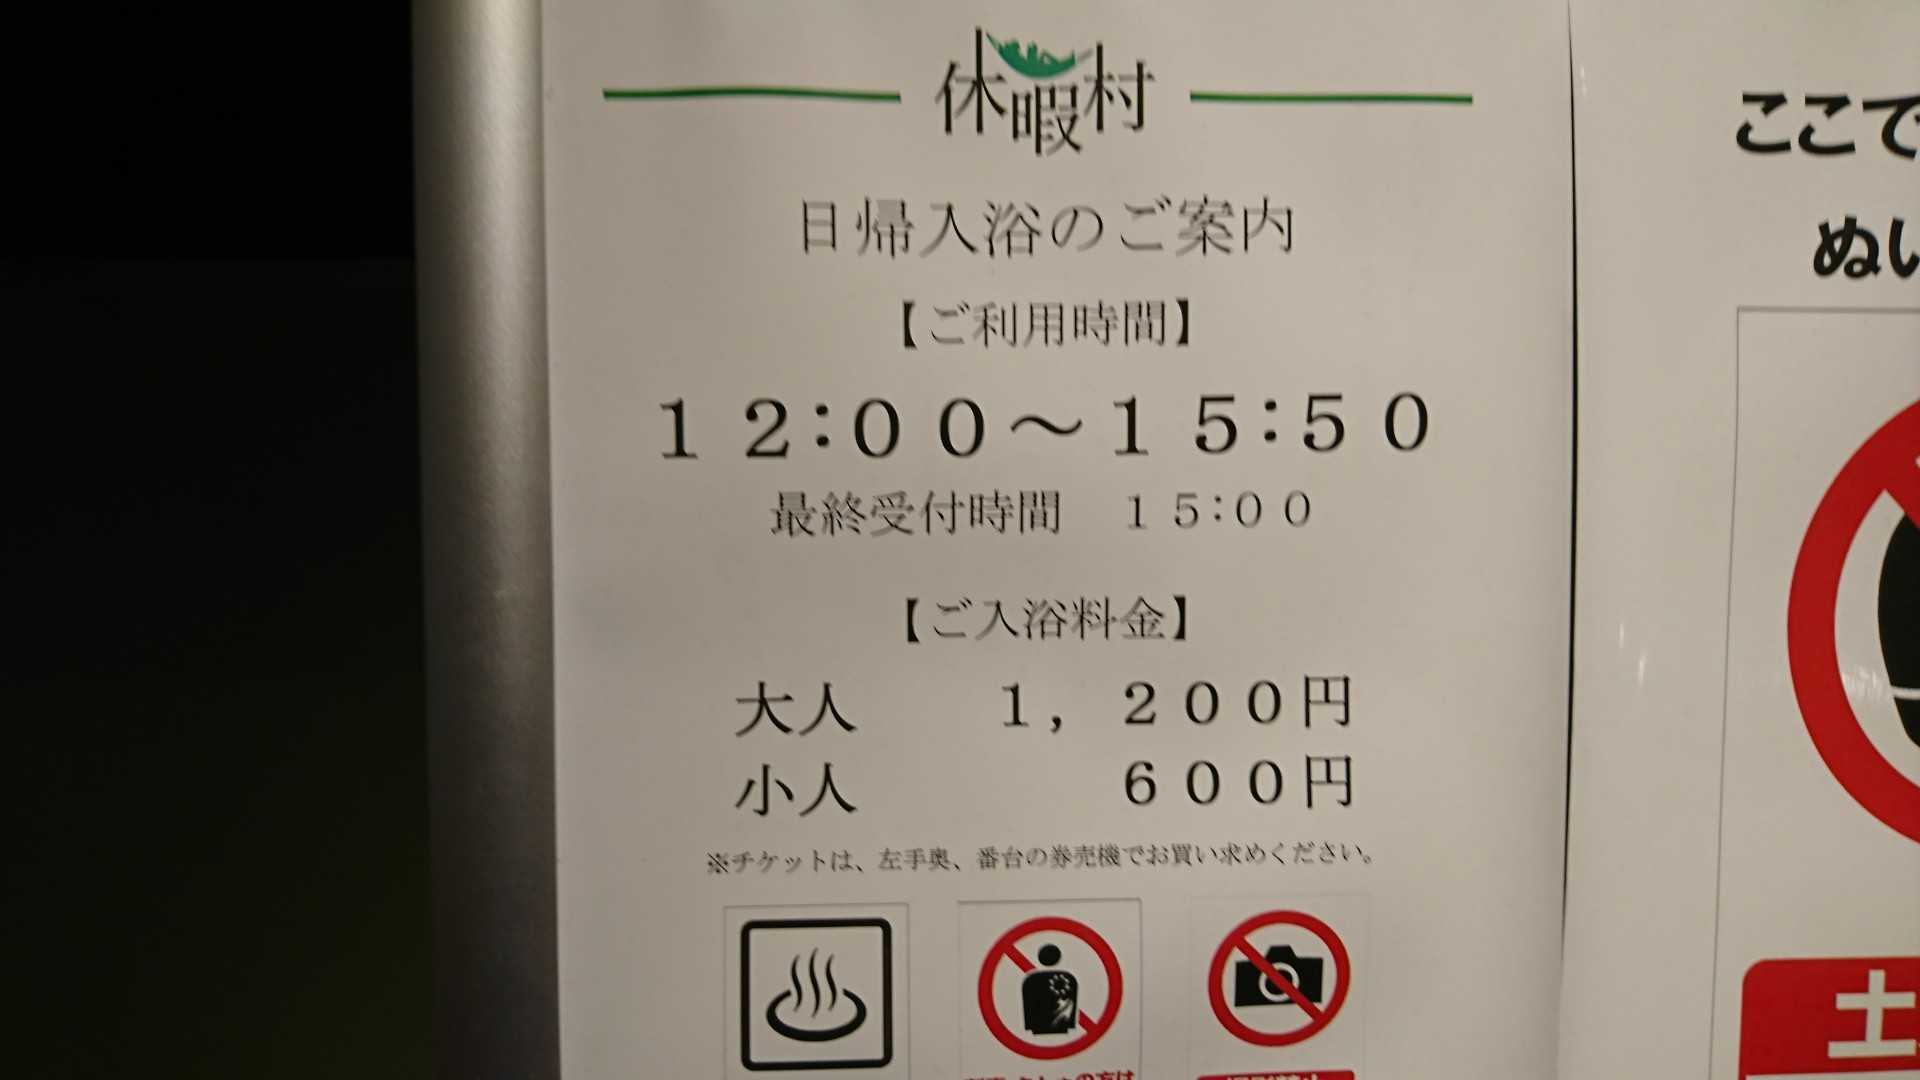 休暇村
日帰入浴のご案内
【ご利用時間】
12:00～15:50
最終受付時間　15:00
【ご入浴料金】
大人　1,200円
小人　600円
※チケットは、左手奥、番台の券売機でお買い求めください。
ここで
ぬい
土